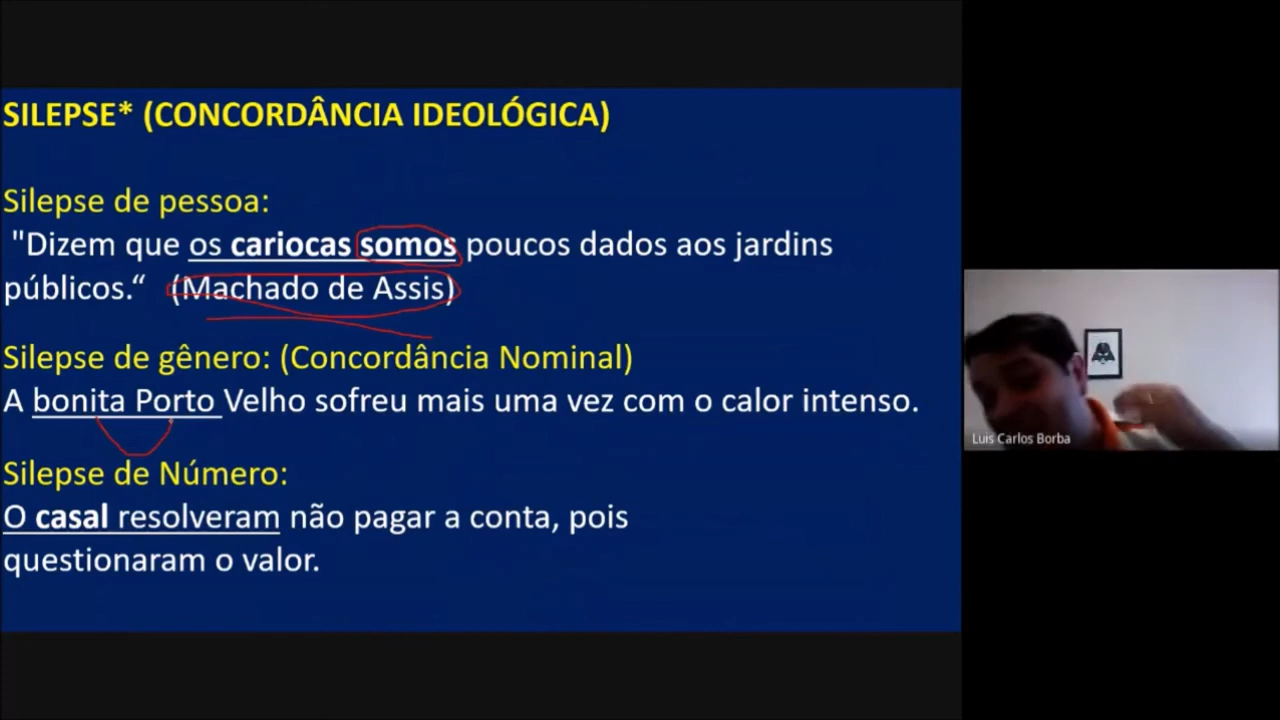 SILEPSE* (CONCORDÂNCIA IDEOLÓGICA)
Silepse de pessoa:
"Dizem que os cariocas somos poucos dados aos jardins
públicos.“ (Machado de Assis)
Silepse de gênero: (Concordância Nominal)
A bonita Porto Velho sofreu mais uma vez com o calor intenso.
Silepse de Número:
O casal resolveram não pagar a conta, pois
questionaram o valor.
Luis Carlos Borba